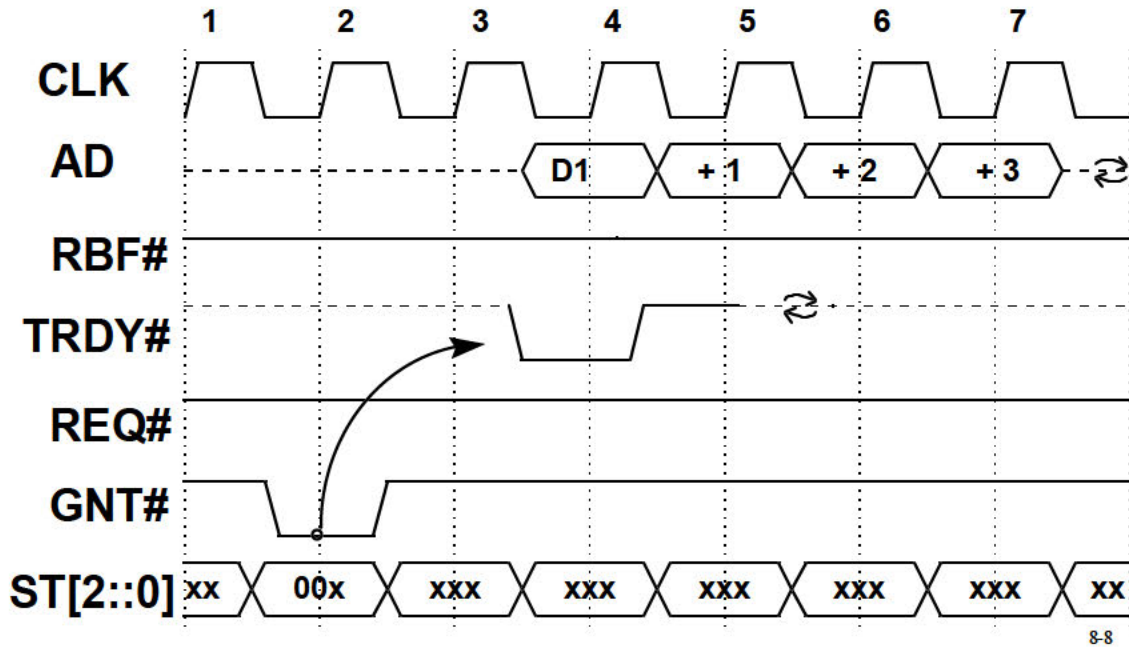 1 2 3 4 5 6 7
CLK
AD D1 + 1 + 2 + 3
RBF#
TRDY#
REQ#
GNT#
ST[2::0] xx 00x xxx xxx xxx xxx xxx xx
8-8